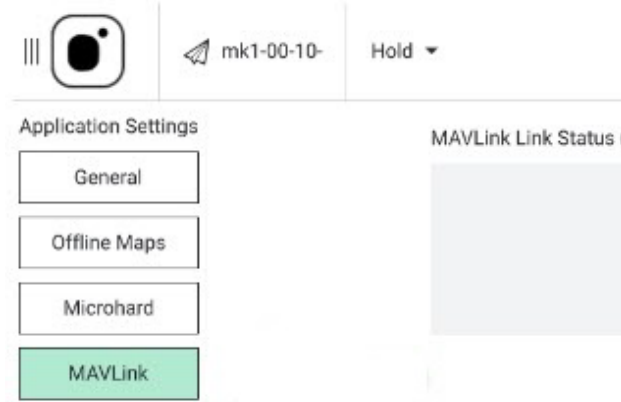 mk1-00-10-
Hold
Application Settings
MAVLink Link Status
General
Offline Maps
Microhard
MAVLink